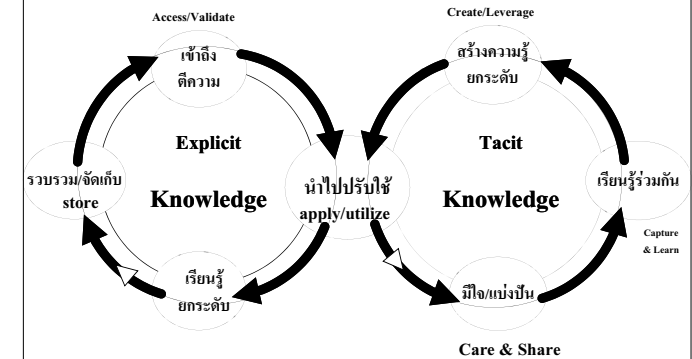 Access/Validate
เข้าถึง
ตีความ
Explicit
Knowledge
รวบรวม/จัดเก็บ
store
เรียนรู้
ยกระดับ
นำไปปรับใช้
apply/utilize
Create/Leverage
สร้างความรู้
ยกระดับ
Tacit
Knowledge
เรียนรู้ร่วมกัน
Capture
& Learn
มีใจ/แบ่งปัน
Care & Share